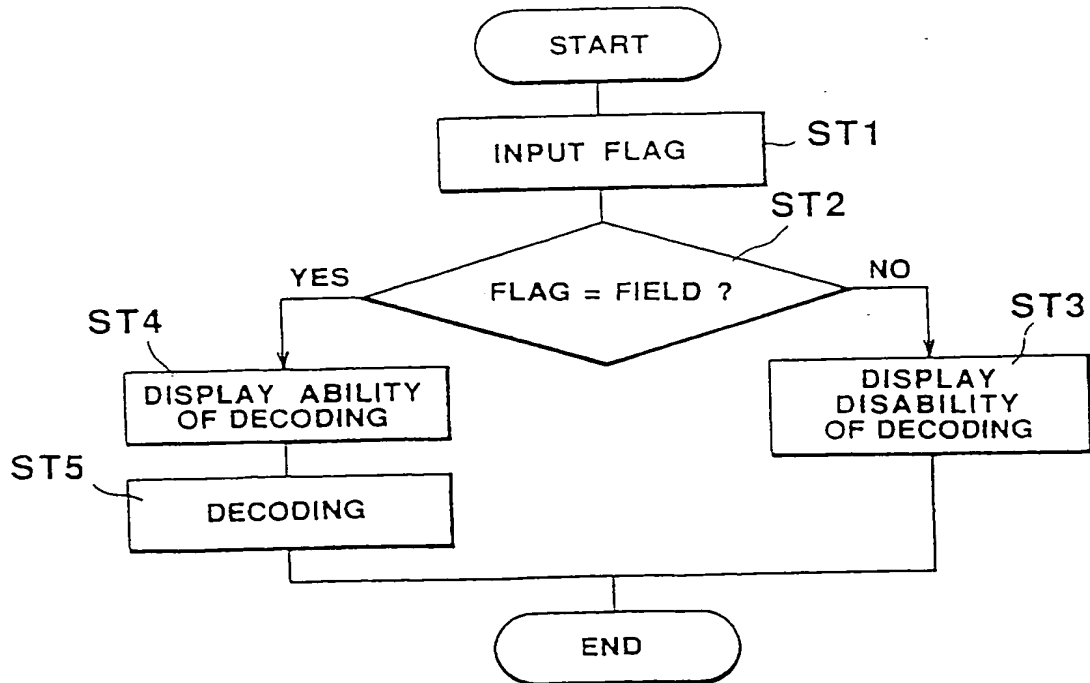 START
INPUT FLAG
ST1
ST2
FLAG = FIELD ?
YES
NO
ST4
DISPLAY ABILITY
OF DECODING
ST3
DISPLAY
DISABILITY
OF DECODING
ST5
DECODING
END